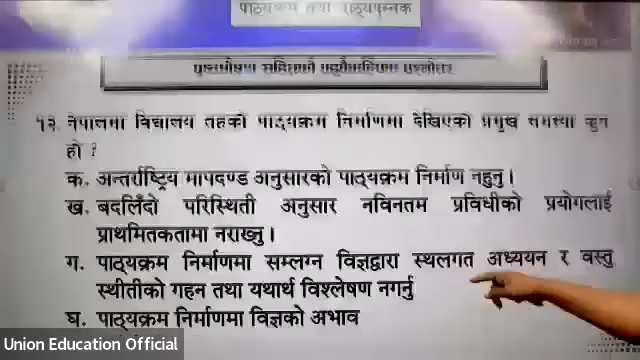 पाठ्यक्रम तथा पाठ्यपुस्तक
१२. नेपालमा विद्यालय तहको पाठ्यक्रम निर्माणमा देखिएको प्रमुख समस्या कुन
हो ?
क. अन्तर्राष्ट्रिय मापदण्ड अनुसारको पाठ्यक्रम निर्माण नहुनु।
ख. बदलिँदो परिस्थिती अनुसार नविनतम प्रविधीको प्रयोगलाई
प्राथमितकतामा नराख्नु।
ग. पाठ्यक्रम निर्माणमा सम्लग्न विज्ञद्वारा स्थलगत अध्ययन र वस्तु
स्थीतीको गहन तथा यथार्थ विश्लेषण नगर्नु
घ. पाठ्यक्रम निर्माणमा विज्ञको अभाव
Union Education Official